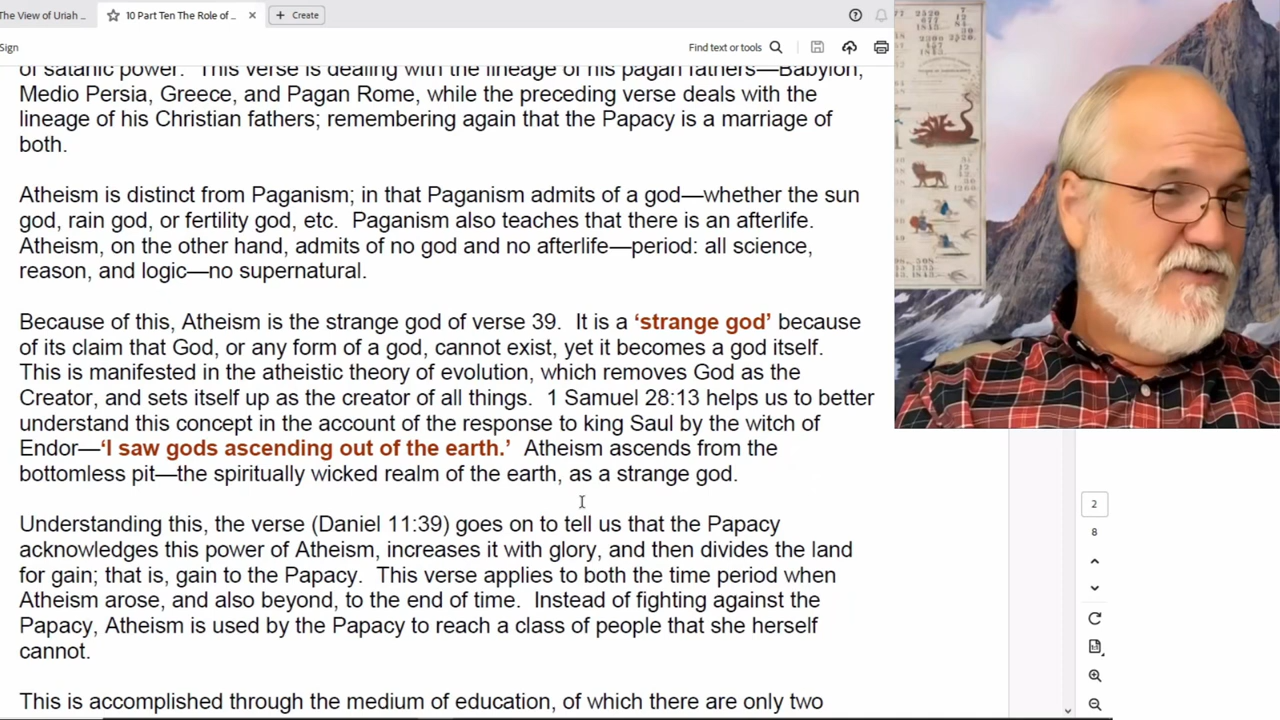 The View of Uriah ...
10 Part Ten The Role of ...
Create
Sign
Find text or tools
of satanic power. This verse is dealing with the lineage of his pagan fathers—Babylon,
Medio Persia, Greece, and Pagan Rome, while the preceding verse deals with the
lineage of his Christian fathers; remembering again that the Papacy is a marriage of
both.
Atheism is distinct from Paganism; in that Paganism admits of a god—whether the sun
god, rain god, or fertility god, etc. Paganism also teaches that there is an afterlife.
Atheism, on the other hand, admits of no god and no afterlife—period: all science,
reason, and logic—no supernatural.
Because of this, Atheism is the strange god of verse 39. It is a ‘strange god’ because
of its claim that God, or any form of a god, cannot exist, yet it becomes a god itself.
This is manifested in the atheistic theory of evolution, which removes God as the
Creator, and sets itself up as the creator of all things. 1 Samuel 28:13 helps us to better
understand this concept in the account of the response to king Saul by the witch of
Endor—‘I saw gods ascending out of the earth.’ Atheism ascends from the
bottomless pit—the spiritually wicked realm of the earth, as a strange god.
Understanding this, the verse (Daniel 11:39) goes on to tell us that the Papacy
acknowledges this power of Atheism, increases it with glory, and then divides the land
for gain; that is, gain to the Papacy. This verse applies to both the time period when
Atheism arose, and also beyond, to the end of time. Instead of fighting against the
Papacy, Atheism is used by the Papacy to reach a class of people that she herself
cannot.
This is accomplished through the medium of education, of which there are only two
2
8